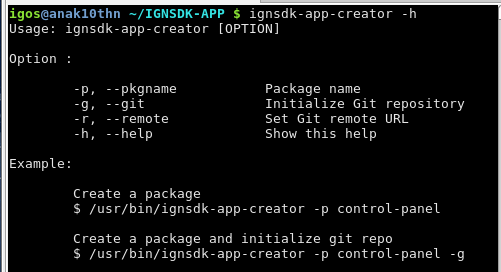 igos@anak10thn ~/IGNSDK-APP $ ignsdk-app-creator -h
Usage: ignsdk-app-creator [OPTION]
Option :
-p, --pkgname Package name
-g, --git Initialize Git repository
-r, --remote Set Git remote URL
-h, --help Show this help
Example:
Create a package
$ /usr/bin/ignsdk-app-creator -p control-panel
Create a package and initialize git repo
$ /usr/bin/ignsdk-app-creator -p control-panel -g